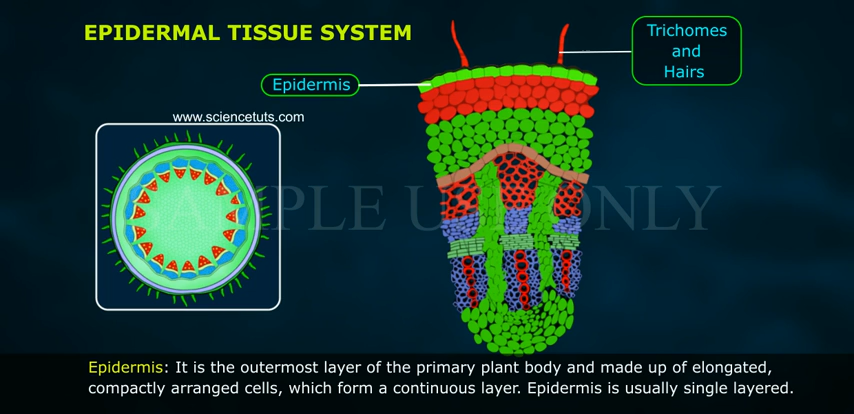 EPIDERMAL TISSUE SYSTEM
Trichomes
and
Hairs
Epidermis
www.sciencetuts.com
SAMPLE USE ONLY
Epidermis: It is the outermost layer of the primary plant body and made up of elongated,
compactly arranged cells, which form a continuous layer. Epidermis is usually single layered.